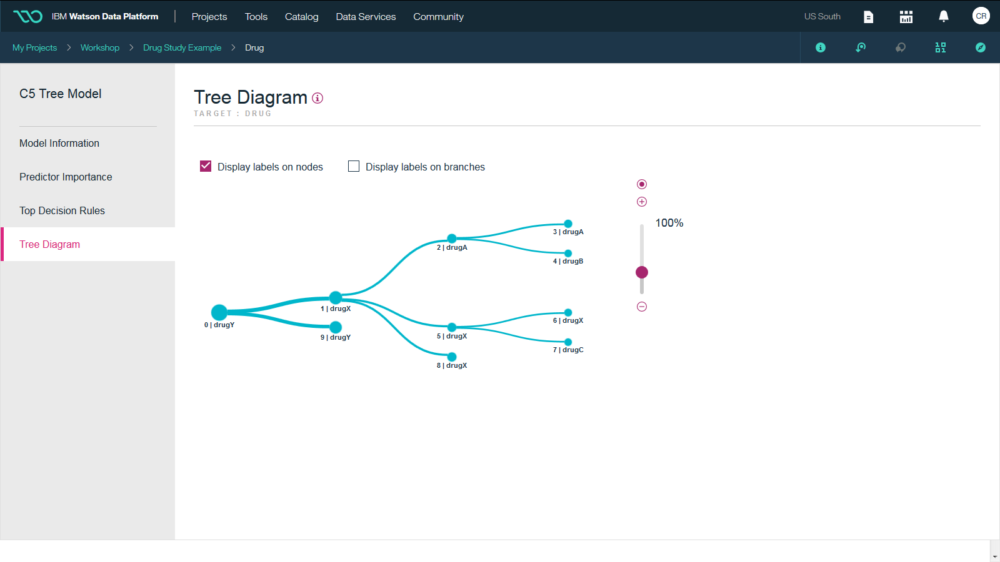 IBM Watson Data Platform Projects Tools Catalog Data Services Community US South CR
My Projects > Workshop > Drug Study Example > Drug
C5 Tree Model
Model Information
Predictor Importance
Top Decision Rules
Tree Diagram
Tree Diagram
TARGET : DRUG
Display labels on nodes Display labels on branches
100%
3 | drugA
2 | drugA
4 | drugB
1 | drugX
6 | drugX
0 | drugY
9 | drugY
5 | drugX
7 | drugC
8 | drugX